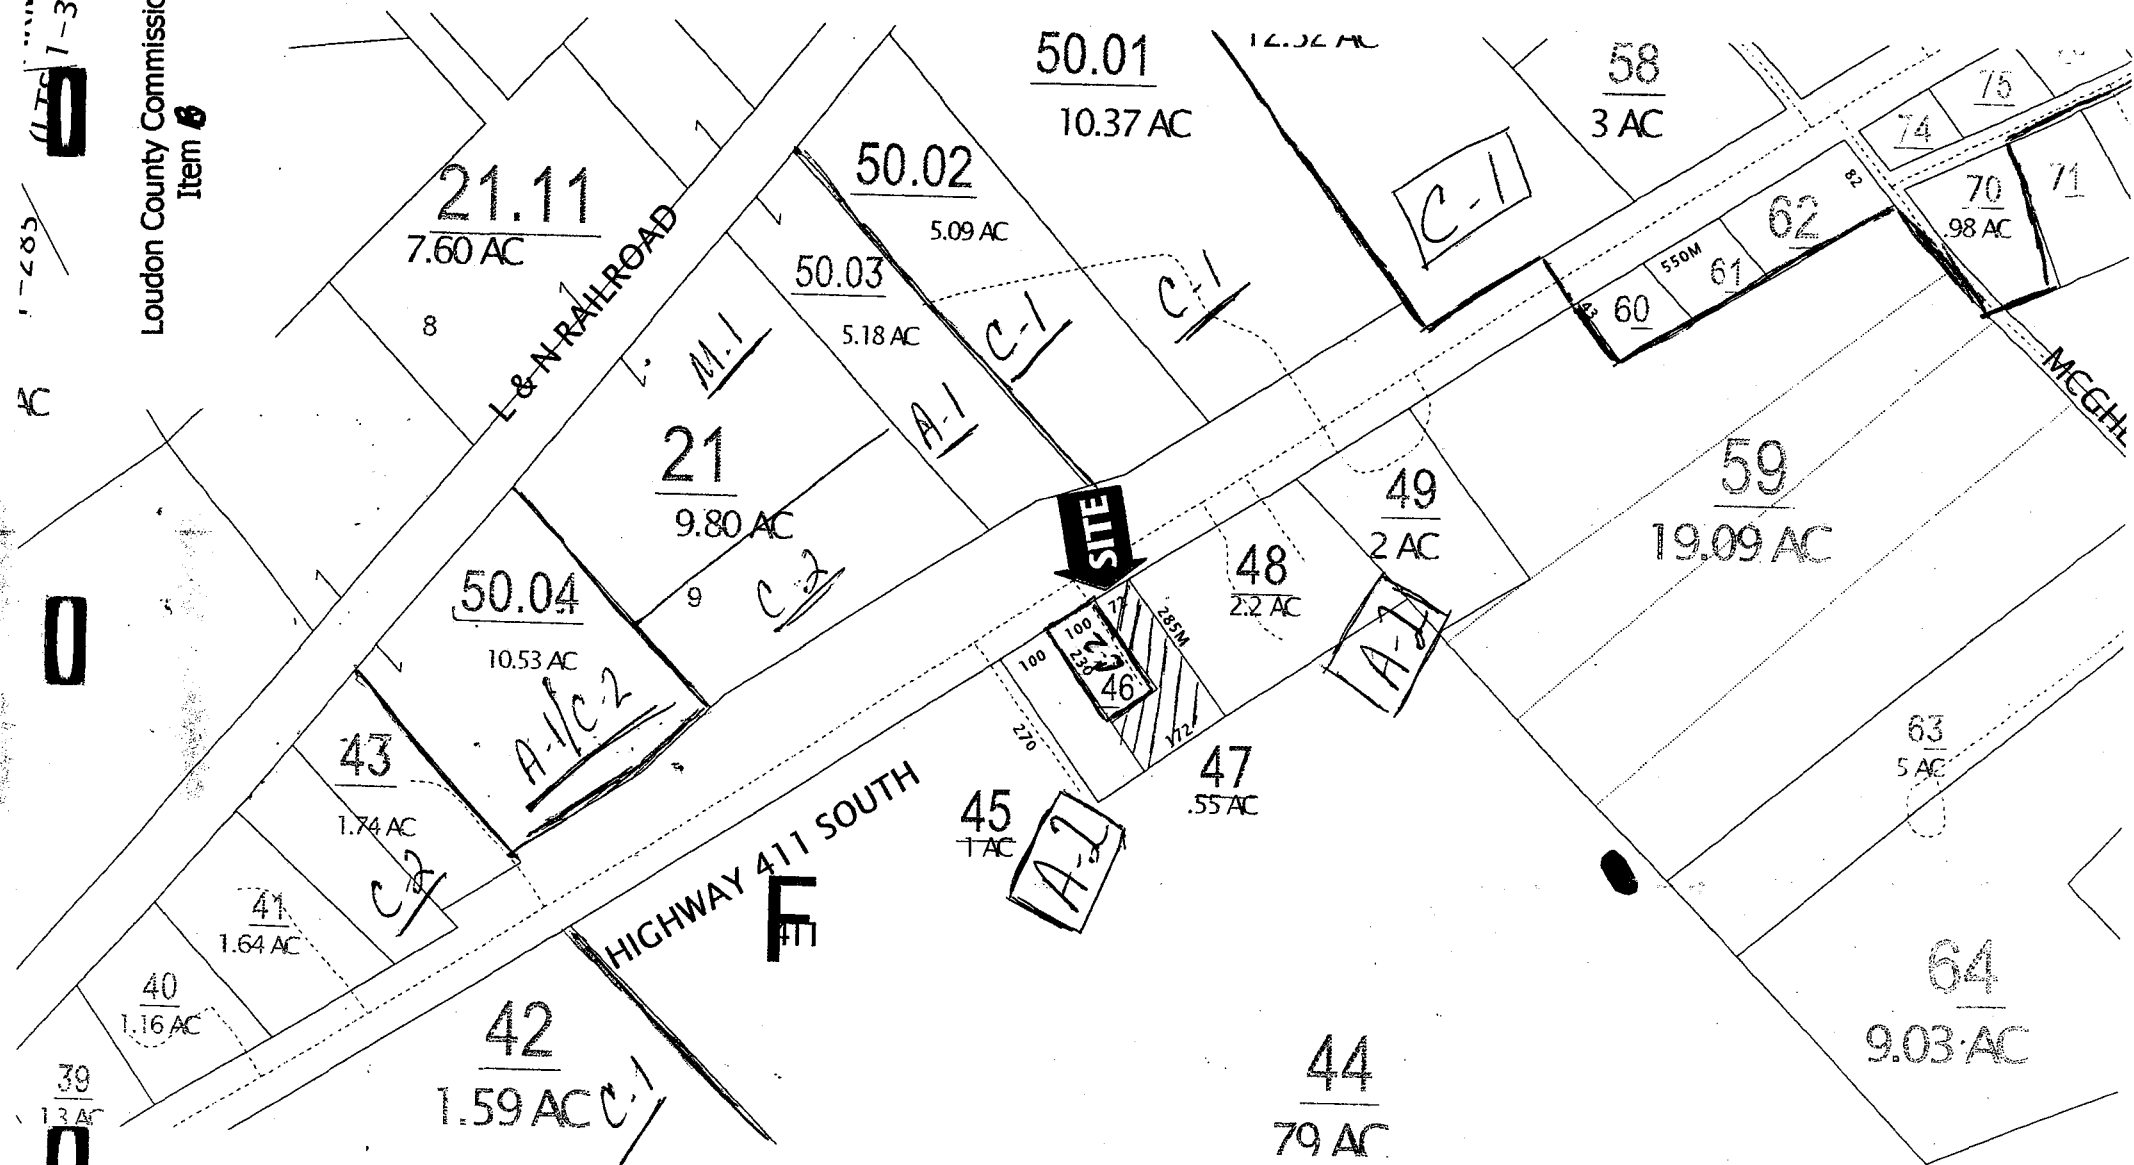 Loudon County Commissio
Item B
50.01
10.37 AC
58
3 AC
75
74
C-1
21.11
7.60 AC
50.02
5.09 AC
82
62
70
.98 AC
71
L & N RAILROAD
50.03
5.18 AC
C-1
550M
61
60
43
8
M.1
C-1
A-1
MCGH
21
9.80 AC
SITE
49
2 AC
59
19.09 AC
50.04
10.53 AC
9
C-2
48
2.2 AC
72
285M
100
100
230
C2
46
A-2
A-1/C-2
270
172
43
1.74 AC
C-2
47
.55 AC
45
1 AC
A-2
63
5 AC
HIGHWAY 411 SOUTH
F
411
41
1.64 AC
40
1.16 AC
42
1.59 AC
C-1
64
9.03 AC
39
1.3 AC
44
79 AC